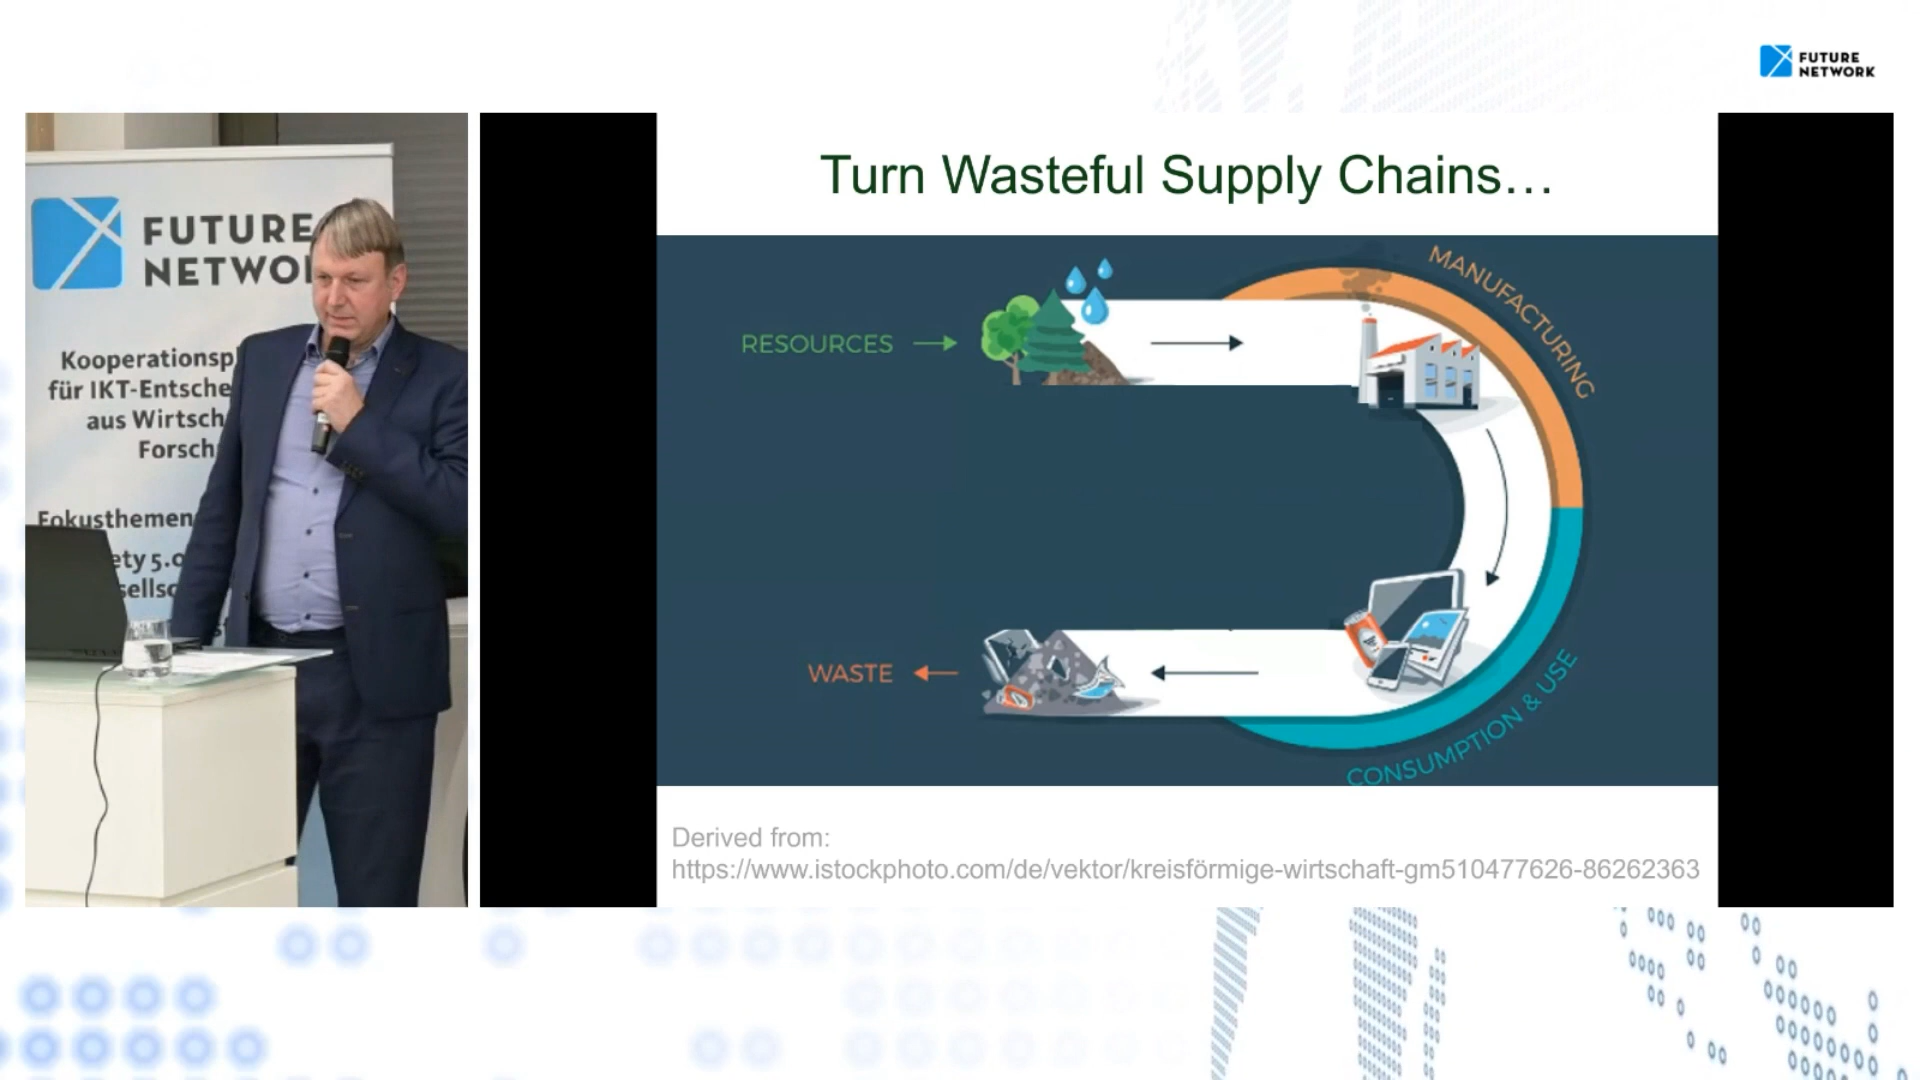 FUTURE
NETWORK
FUTURE
NETWO
Kooperationsp
für IKT-Entsche
aus Wirtsch
Forsch
Fokusthemen
ety 5.0
sellsc
Turn Wasteful Supply Chains…
MANUFACTURING
RESOURCES
WASTE
CONSUMPTION & USE
Derived from:
https://www.istockphoto.com/de/vektor/kreisförmige-wirtschaft-gm510477626-86262363